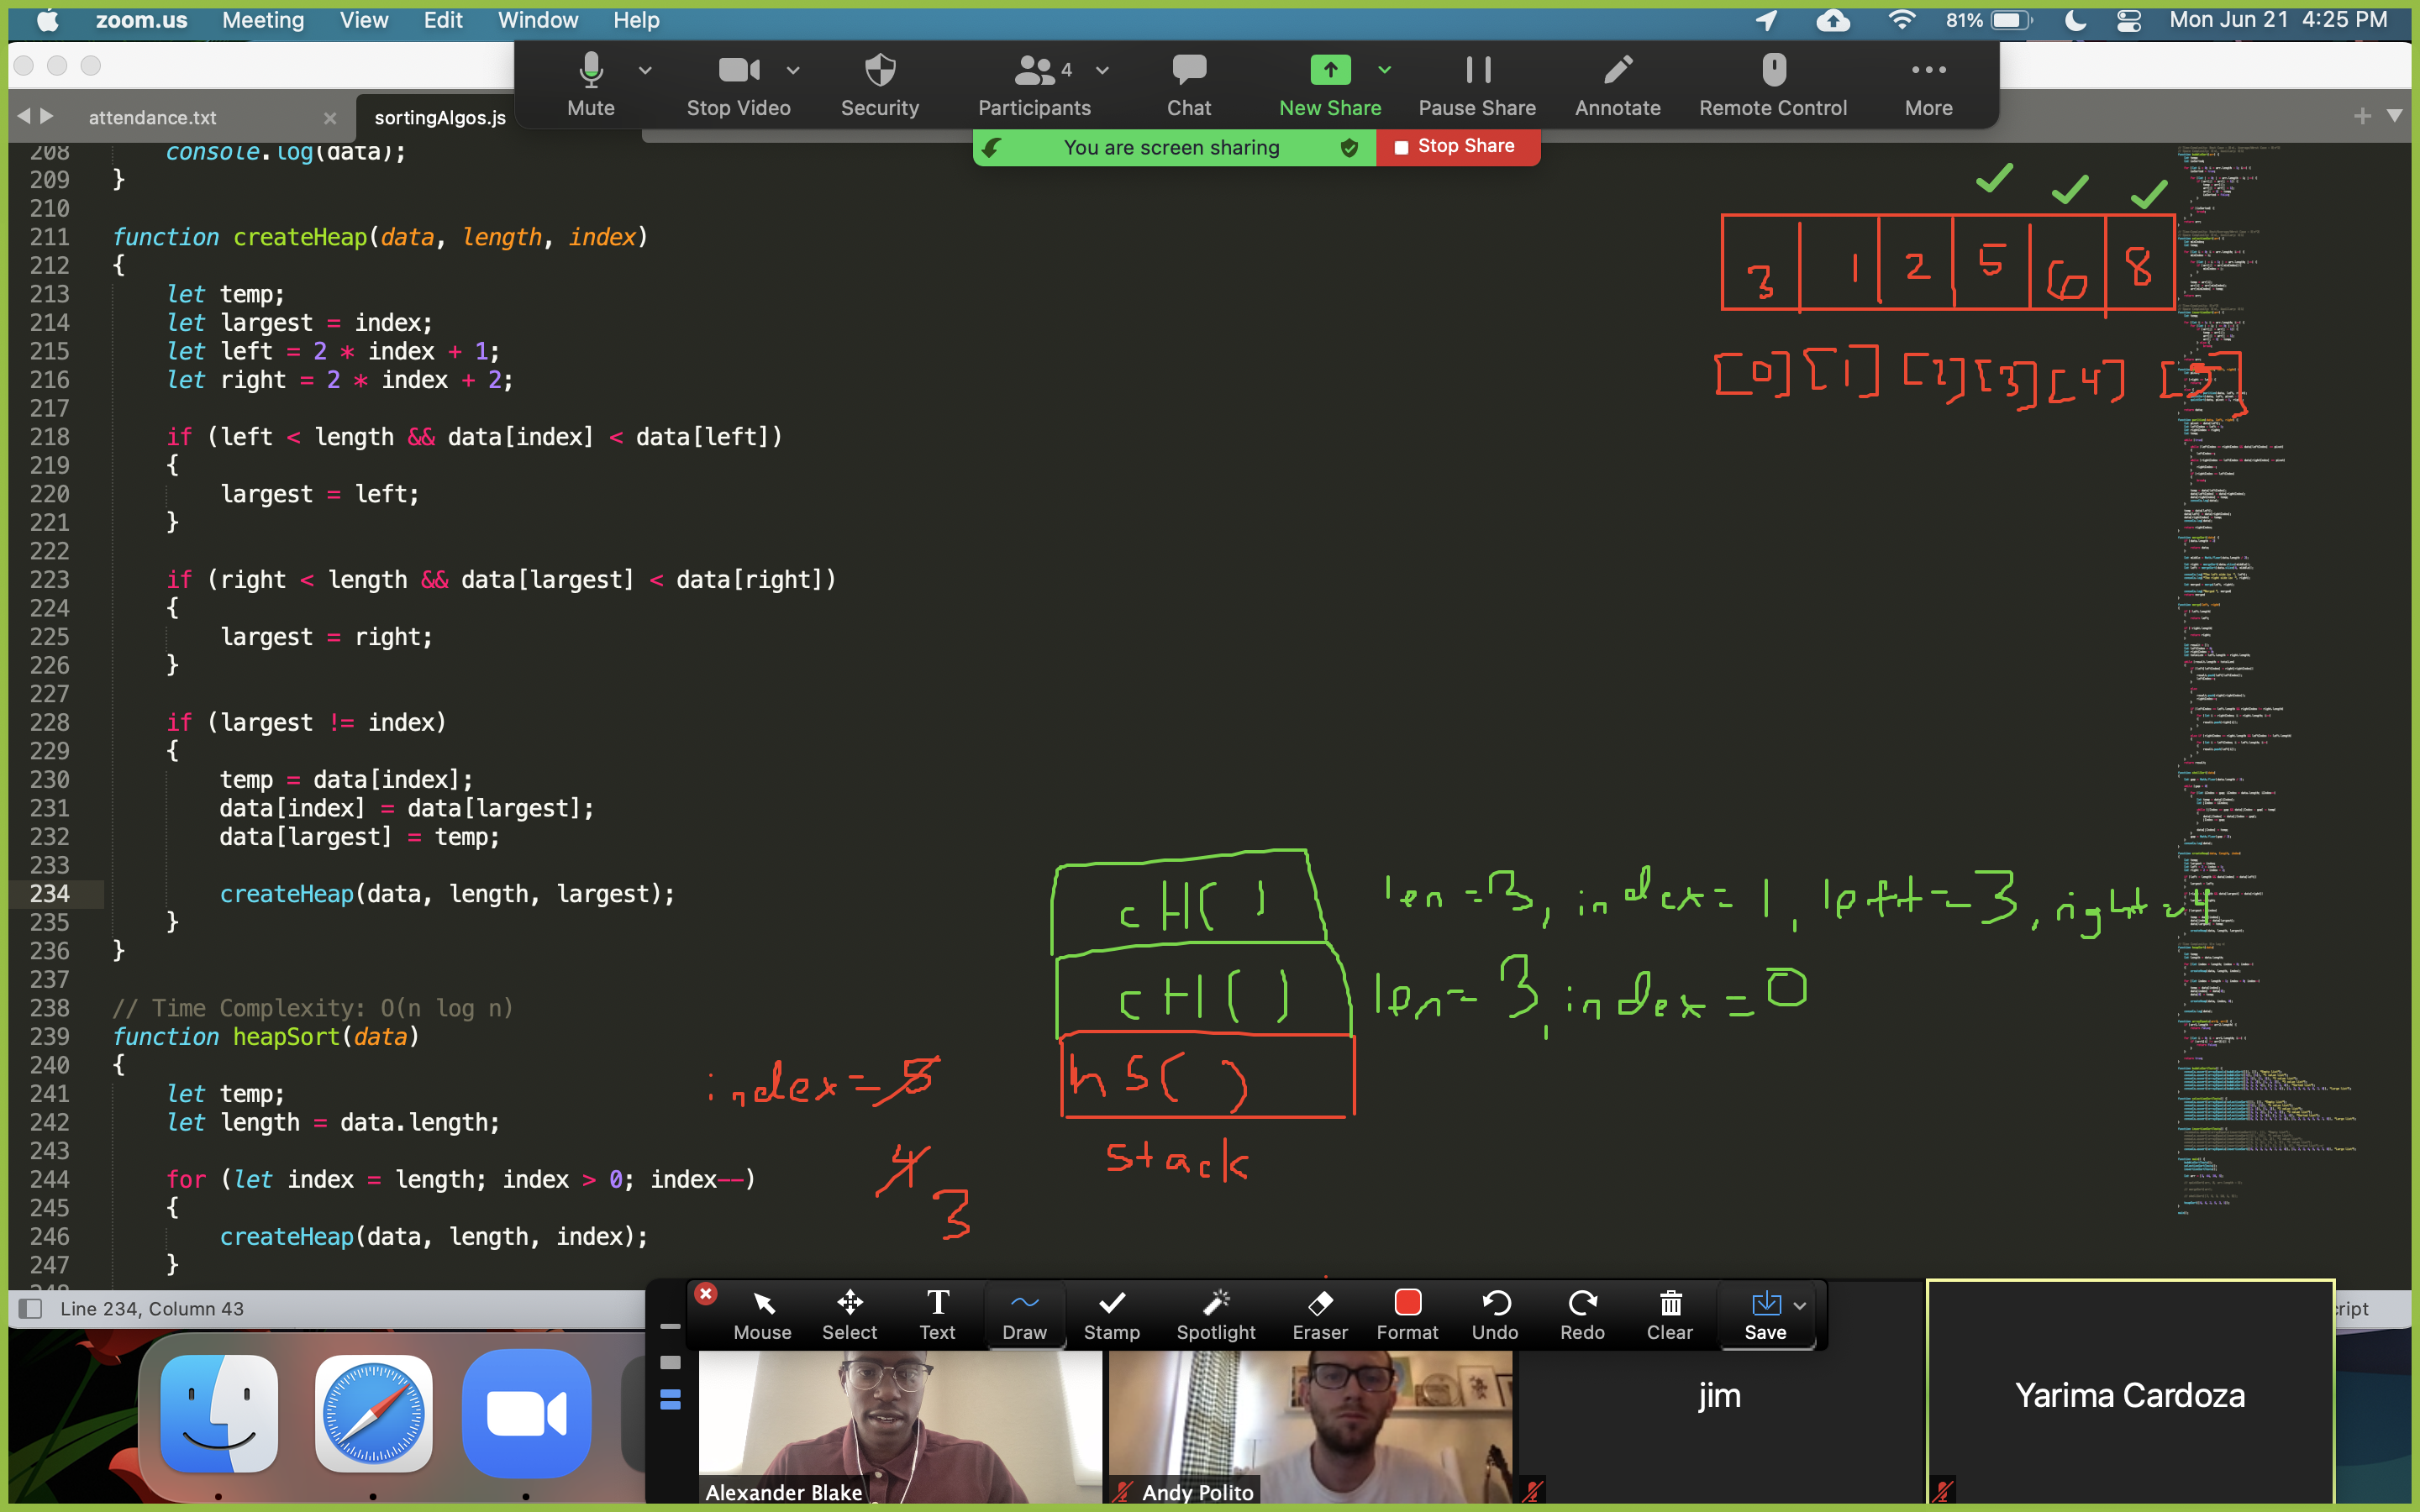 zoom.us Meeting View Edit Window Help 81% Mon Jun 21 4:25 PM
Mute Stop Video Security Participants 4 Chat New Share Pause Share Annotate Remote Control More
attendance.txt sortingAlgos.js
You are screen sharing Stop Share
208 console.log(data);
209 }
210
211 function createHeap(data, length, index)
212 {
213 let temp;
214 let largest = index;
215 let left = 2 * index + 1;
216 let right = 2 * index + 2;
217
218 if (left < length && data[index] < data[left])
219 {
220 largest = left;
221 }
222
223 if (right < length && data[largest] < data[right])
224 {
225 largest = right;
226 }
227
228 if (largest != index)
229 {
230 temp = data[index];
231 data[index] = data[largest];
232 data[largest] = temp;
233
234 createHeap(data, length, largest);
235 }
236 }
237
238 // Time Complexity: O(n log n)
239 function heapSort(data)
240 {
241 let temp;
242 let length = data.length;
243
244 for (let index = length; index > 0; index--)
245 {
246 createHeap(data, length, index);
247 }
3 1 2 5 6 8
[0] [1] [2] [3] [4] [5]
cH() len=3, index=1, left=3, right=4
cH() len=3, index=0
hS()
stack
index=5
4
3
Line 234, Column 43
Mouse Select Text Draw Stamp Spotlight Eraser Format Undo Redo Clear Save
Alexander Blake
Andy Polito
jim
Yarima Cardoza